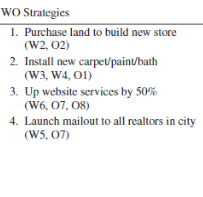 WO Strategies
1. Purchase land to build new store
(W2, O2)
2. Install new carpet/paint/bath
(W3, W4, O1)
3. Up website services by 50%
(W6, O7, O8)
4. Launch mailout to all realtors in city
(W5, O7)